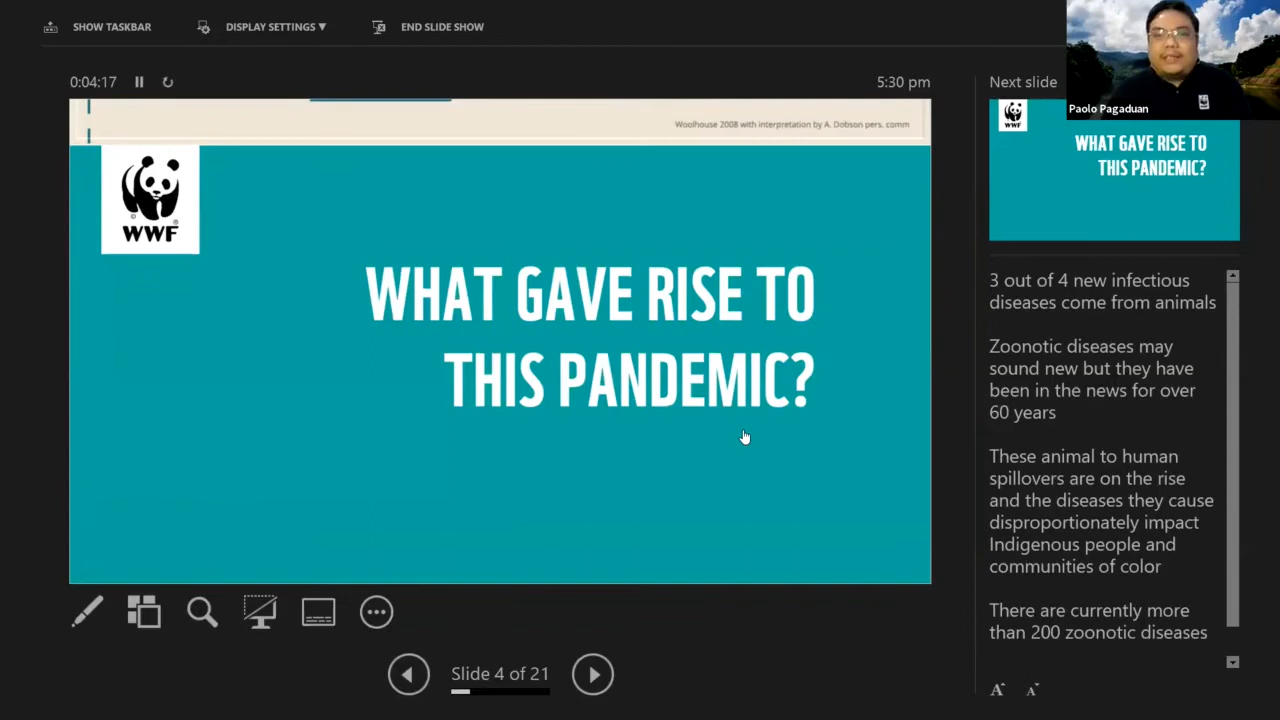 SHOW TASKBAR
DISPLAY SETTINGS ▼
END SLIDE SHOW
0:04:17
5:30 pm
Next slide
Paolo Pagaduan
Woolhouse 2008 with interpretation by A. Dobson pers. comm
WWF
WHAT GAVE RISE TO
THIS PANDEMIC?
WWF
WHAT GAVE RISE TO
THIS PANDEMIC?
3 out of 4 new infectious
diseases come from animals
Zoonotic diseases may
sound new but they have
been in the news for over
60 years
These animal to human
spillovers are on the rise
and the diseases they cause
disproportionately impact
Indigenous people and
communities of color
There are currently more
than 200 zoonotic diseases
Slide 4 of 21
A A